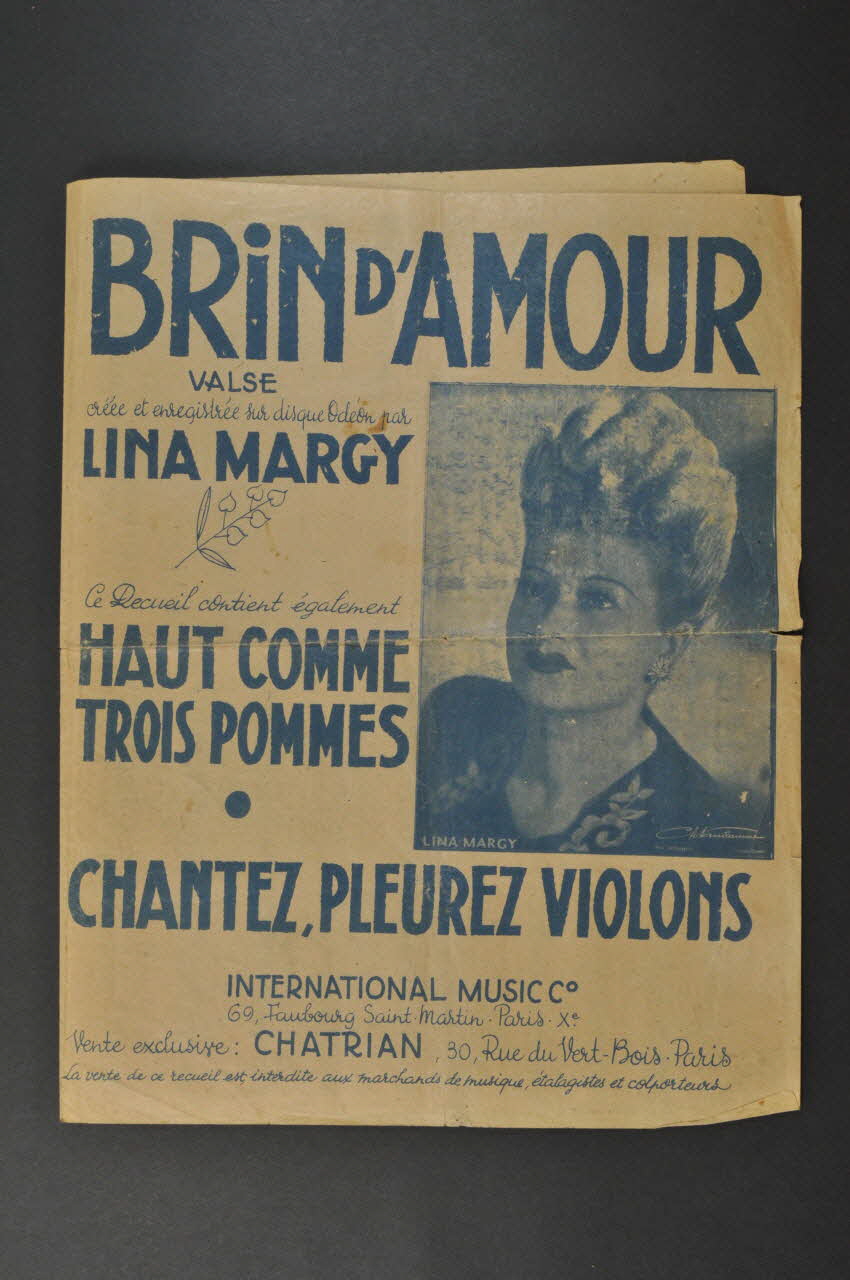 BRiN D'AMOUR
VALSE
créée et enregistrée sur disque Odéon par
LINA MARGY
Ce Recueil contient également
HAUT COMME
TROIS POMMES
CHANTEZ, PLEUREZ VIOLONS
LINA MARGY
INTERNATIONAL MUSIC Cº
69, Faubourg Saint-Martin - Paris - Xe
Vente exclusive : CHATRIAN , 30, Rue du Vert-Bois - Paris
La vente de ce recueil est interdite aux marchands de musique, étalagistes et colporteurs